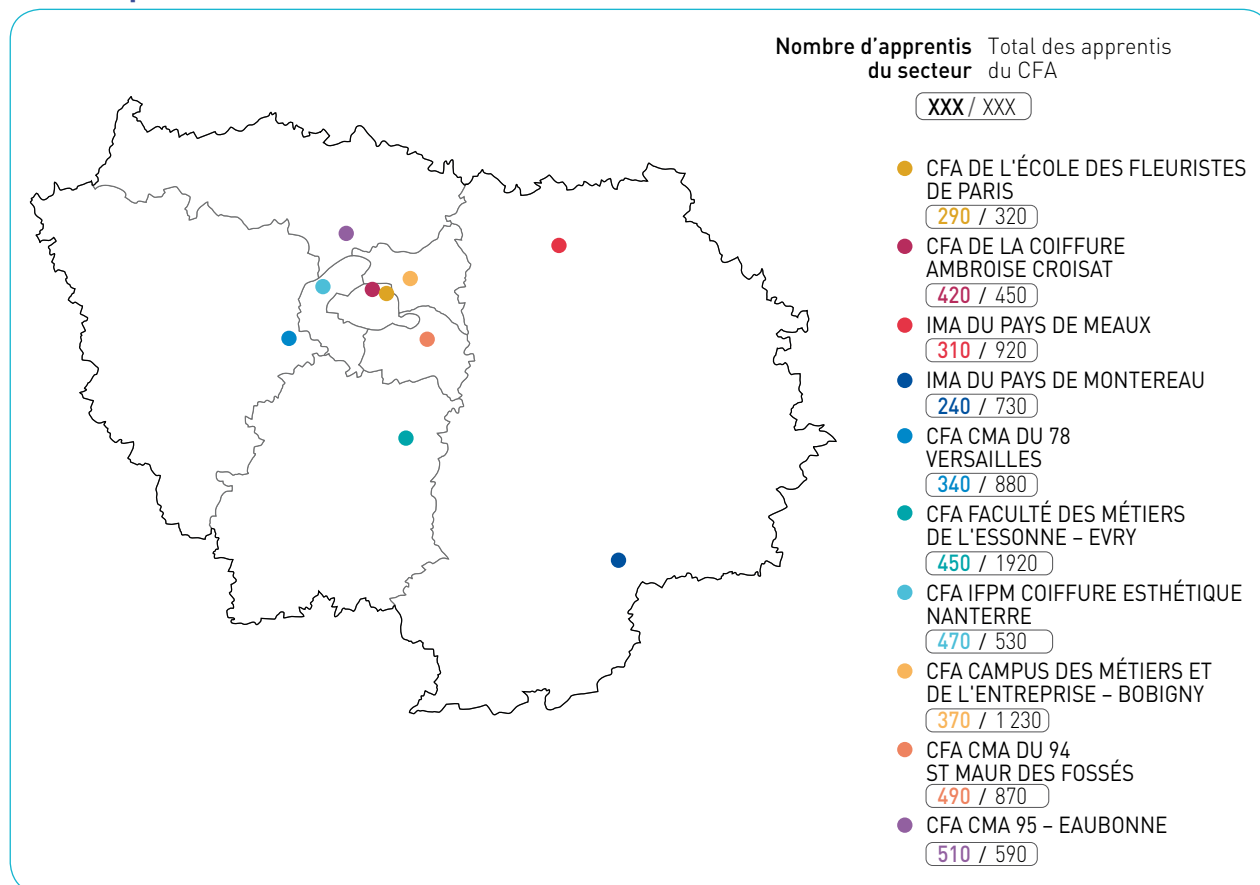 Nombre d'apprentis du secteur
Total des apprentis du CFA
XXX / XXX
CFA DE L'ÉCOLE DES FLEURISTES
DE PARIS
290 / 320
CFA DE LA COIFFURE
AMBROISE CROISAT
420 / 450
IMA DU PAYS DE MEAUX
310 / 920
IMA DU PAYS DE MONTEREAU
240 / 730
CFA CMA DU 78
VERSAILLES
340 / 880
CFA FACULTÉ DES MÉTIERS
DE L'ESSONNE – EVRY
450 / 1920
CFA IFPM COIFFURE ESTHÉTIQUE
NANTERRE
470 / 530
CFA CAMPUS DES MÉTIERS ET
DE L'ENTREPRISE – BOBIGNY
370 / 1 230
CFA CMA DU 94
ST MAUR DES FOSSÉS
490 / 870
CFA CMA 95 – EAUBONNE
510 / 590